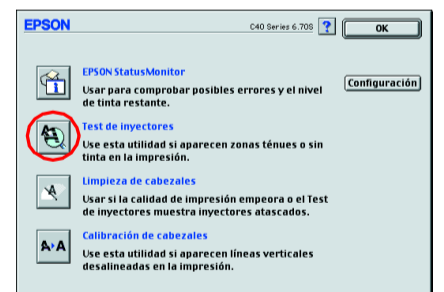 EPSON
C40 Series 6.70S
?
OK
EPSON StatusMonitor
Usar para comprobar posibles errores y el nivel
de tinta restante.
Configuración
Test de inyectores
Use esta utilidad si aparecen zonas ténues o sin
tinta en la impresión.
Limpieza de cabezales
Usar si la calidad de impresión empeora o el Test
de inyectores muestra inyectores atascados.
Calibración de cabezales
Use esta utilidad si aparecen líneas verticales
desalineadas en la impresión.